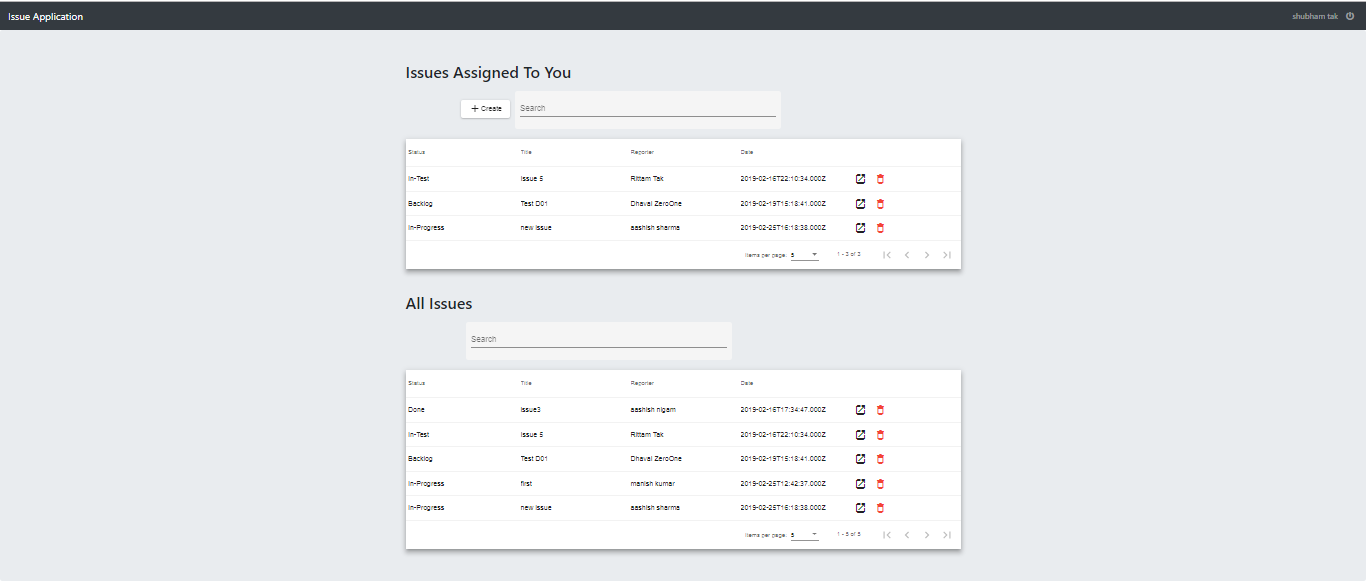 Issue Application shubham tak
Issues Assigned To You
+ Create Search
Status Title Reporter Date
In-Test Issue 5 Rittam Tak 2019-02-16T22:10:34.000Z
Backlog Test D01 Dhaval ZeroOne 2019-02-19T15:18:41.000Z
In-Progress new issue aashish sharma 2019-02-25T16:18:38.000Z
Items per page: 5 1 - 3 of 3
All Issues
Search
Status Title Reporter Date
Done issue3 aashish nigam 2019-02-16T17:34:47.000Z
In-Test Issue 5 Rittam Tak 2019-02-16T22:10:34.000Z
Backlog Test D01 Dhaval ZeroOne 2019-02-19T15:18:41.000Z
In-Progress first manish kumar 2019-02-25T12:42:37.000Z
In-Progress new issue aashish sharma 2019-02-25T16:18:38.000Z
Items per page: 5 1 - 5 of 5